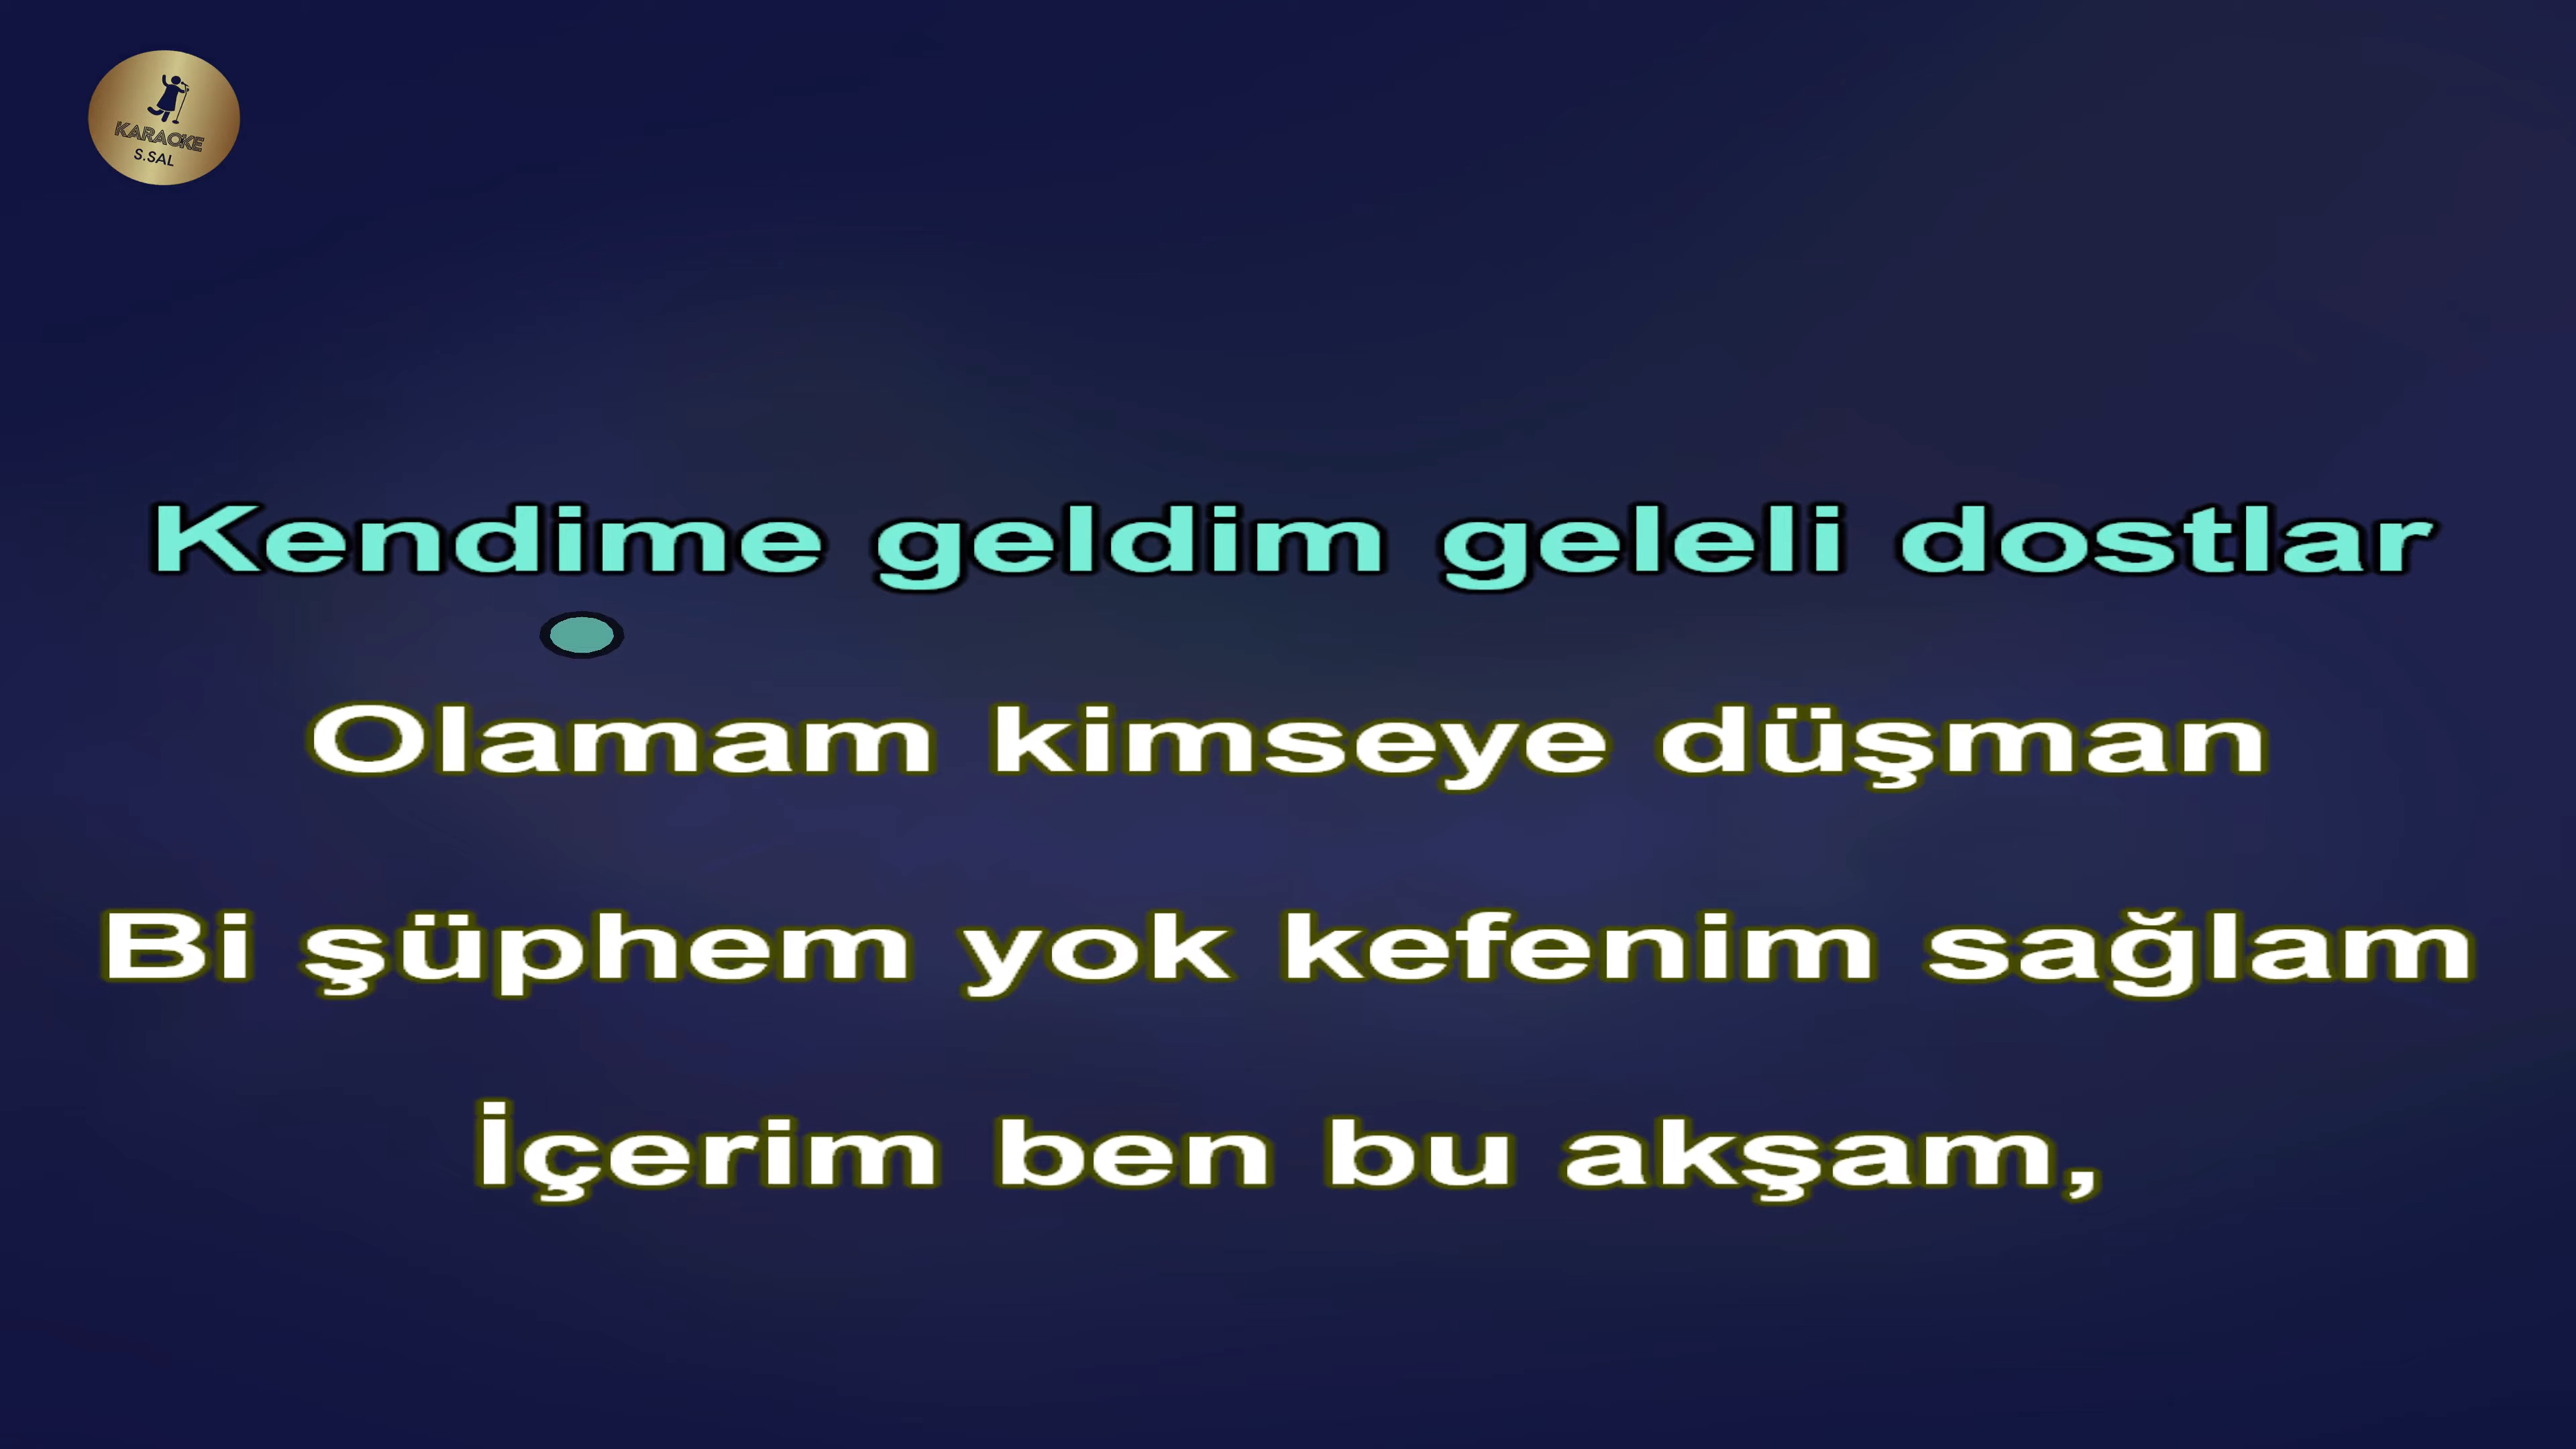 KARAOKE
S.SAL
Kendime geldim geleli dostlar
Olamam kimseye düşman
Bi şüphem yok kefenim sağlam
İçerim ben bu akşam,